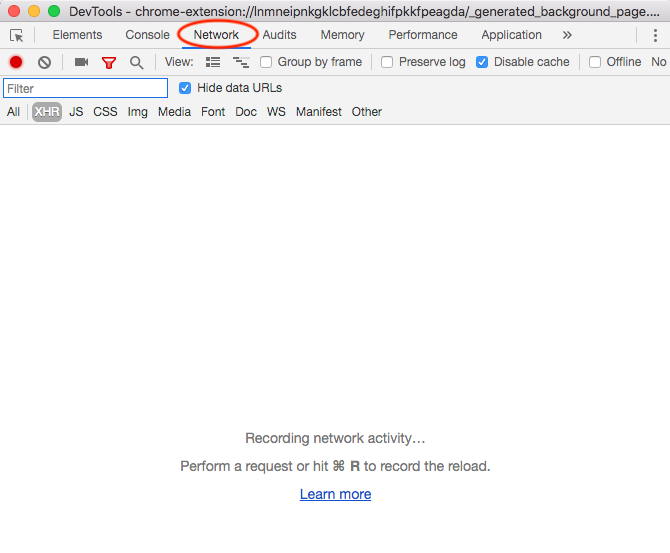 DevTools - chrome-extension://lnmneipnkgklcbfedeghifpkkfpeagda/_generated_background_page....
Elements Console Network Audits Memory Performance Application »
View: Group by frame Preserve log Disable cache Offline No
Filter Hide data URLs
All XHR JS CSS Img Media Font Doc WS Manifest Other
Recording network activity…
Perform a request or hit ⌘ R to record the reload.
Learn more